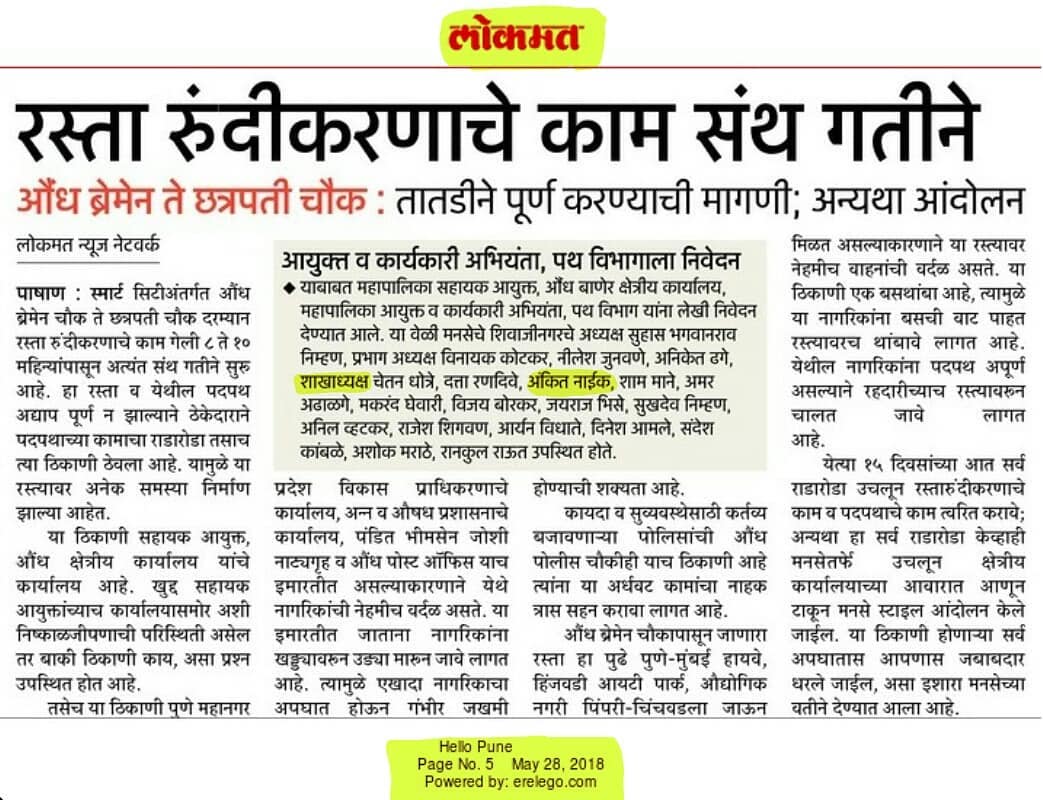 लोकमत
रस्ता रुंदीकरणाचे काम संथ गतीने
औंध ब्रेमेन ते छत्रपती चौक : तातडीने पूर्ण करण्याची मागणी; अन्यथा आंदोलन
लोकमत न्यूज नेटवर्क
पाषाण : स्मार्ट सिटीअंतर्गत औंध
ब्रेमेन चौक ते छत्रपती चौक दरम्यान
रस्ता रुंदीकरणाचे काम गेली ८ ते १०
महिन्यांपासून अत्यंत संथ गतीने सुरू
आहे. हा रस्ता व येथील पदपथ
अद्याप पूर्ण न झाल्याने ठेकेदाराने
पदपथाच्या कामाचा राडारोडा तसाच
त्या ठिकाणी ठेवला आहे. यामुळे या
रस्त्यावर अनेक समस्या निर्माण
झाल्या आहेत.
या ठिकाणी सहायक आयुक्त,
औंध क्षेत्रीय कार्यालय यांचे
कार्यालय आहे. खुद्द सहायक
आयुक्तांच्याच कार्यालयासमोर अशी
निष्काळजीपणाची परिस्थिती असेल
तर बाकी ठिकाणी काय, असा प्रश्न
उपस्थित होत आहे.
तसेच या ठिकाणी पुणे महानगर
आयुक्त व कार्यकारी अभियंता, पथ विभागाला निवेदन
◆ याबाबत महापालिका सहायक आयुक्त, औंध बाणेर क्षेत्रीय कार्यालय,
महापालिका आयुक्त व कार्यकारी अभियंता, पथ विभाग यांना लेखी निवेदन
देण्यात आले. या वेळी मनसेचे शिवाजीनगरचे अध्यक्ष सुहास भगवानराव
निम्हण, प्रभाग अध्यक्ष विनायक कोटकर, नीलेश जुनवणे, अनिकेत ढगे,
शाखाध्यक्ष चेतन धोत्रे, दत्ता रणदिवे, अंकित नाईक, शाम माने, अमर
अढाळगे, मकरंद घेवारी, विजय बोरकर, जयराज भिसे, सुखदेव निम्हण,
अनिल व्हटकर, राजेश शिगवण, आर्यन विधाते, दिनेश आमले, संदेश
कांबळे, अशोक मराठे, रानकुल राऊत उपस्थित होते.
प्रदेश विकास प्राधिकरणाचे
कार्यालय, अन्न व औषध प्रशासनाचे
कार्यालय, पंडित भीमसेन जोशी
नाट्यगृह व औंध पोस्ट ऑफिस याच
इमारतीत असल्याकारणाने येथे
नागरिकांची नेहमीच वर्दळ असते. या
इमारतीत जाताना नागरिकांना
खड्ड्यावरून उड्या मारून जावे लागत
आहे. त्यामुळे एखादा नागरिकाचा
अपघात होऊन गंभीर जखमी
होण्याची शक्यता आहे.
कायदा व सुव्यवस्थेसाठी कर्तव्य
बजावणाऱ्या पोलिसांची औंध
पोलीस चौकीही याच ठिकाणी आहे
त्यांना या अर्धवट कामांचा नाहक
त्रास सहन करावा लागत आहे.
औंध ब्रेमेन चौकापासून जाणारा
रस्ता हा पुढे पुणे-मुंबई हायवे,
हिंजवडी आयटी पार्क, औद्योगिक
नगरी पिंपरी-चिंचवडला जाऊन
मिळत असल्याकारणाने या रस्त्यावर
नेहमीच वाहनांची वर्दळ असते. या
ठिकाणी एक बसथांबा आहे, त्यामुळे
या नागरिकांना बसची वाट पाहत
रस्त्यावरच थांबावे लागत आहे.
येथील नागरिकांना पदपथ अपूर्ण
असल्याने रहदारीच्याच रस्त्यावरून
चालत जावे लागत
आहे.
येत्या १५ दिवसांच्या आत सर्व
राडारोडा उचलून रस्तारुंदीकरणाचे
काम व पदपथाचे काम त्वरित करावे;
अन्यथा हा सर्व राडारोडा केव्हाही
मनसेतर्फे उचलून क्षेत्रीय
कार्यालयाच्या आवारात आणून
टाकून मनसे स्टाइल आंदोलन केले
जाईल. या ठिकाणी होणाऱ्या सर्व
अपघातास आपणास जबाबदार
धरले जाईल, असा इशारा मनसेच्या
वतीने देण्यात आला आहे.
Hello Pune
Page No. 5 May 28, 2018
Powered by: erelego.com